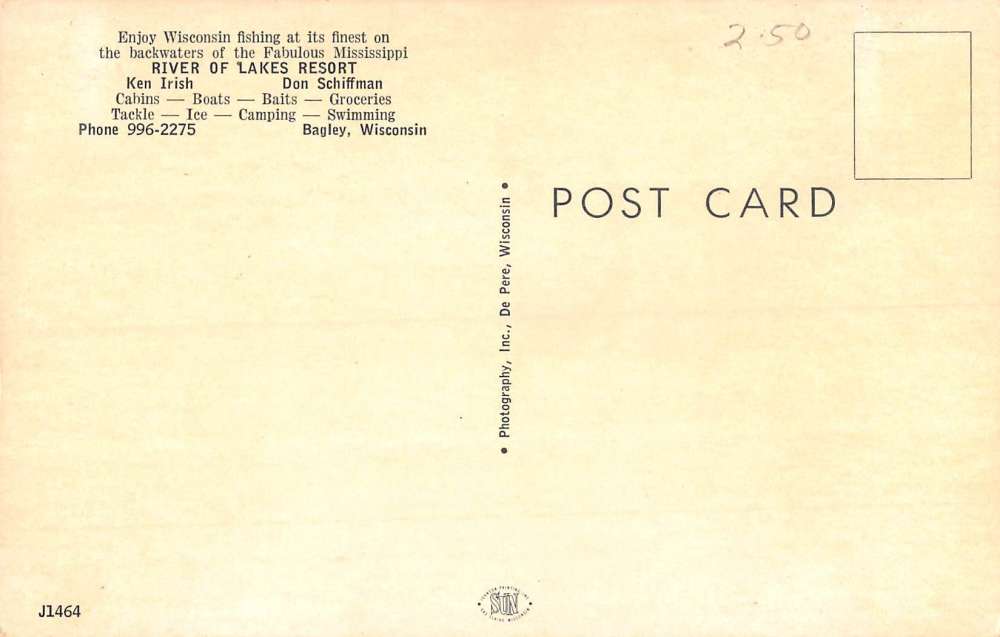 Enjoy Wisconsin fishing at its finest on
the backwaters of the Fabulous Mississippi
RIVER OF LAKES RESORT
Ken Irish Don Schiffman
Cabins — Boats — Baits — Groceries
Tackle — Ice — Camping — Swimming
Phone 996-2275 Bagley, Wisconsin
2.50
POST CARD
• Photography, Inc., De Pere, Wisconsin •
J1464
SUN